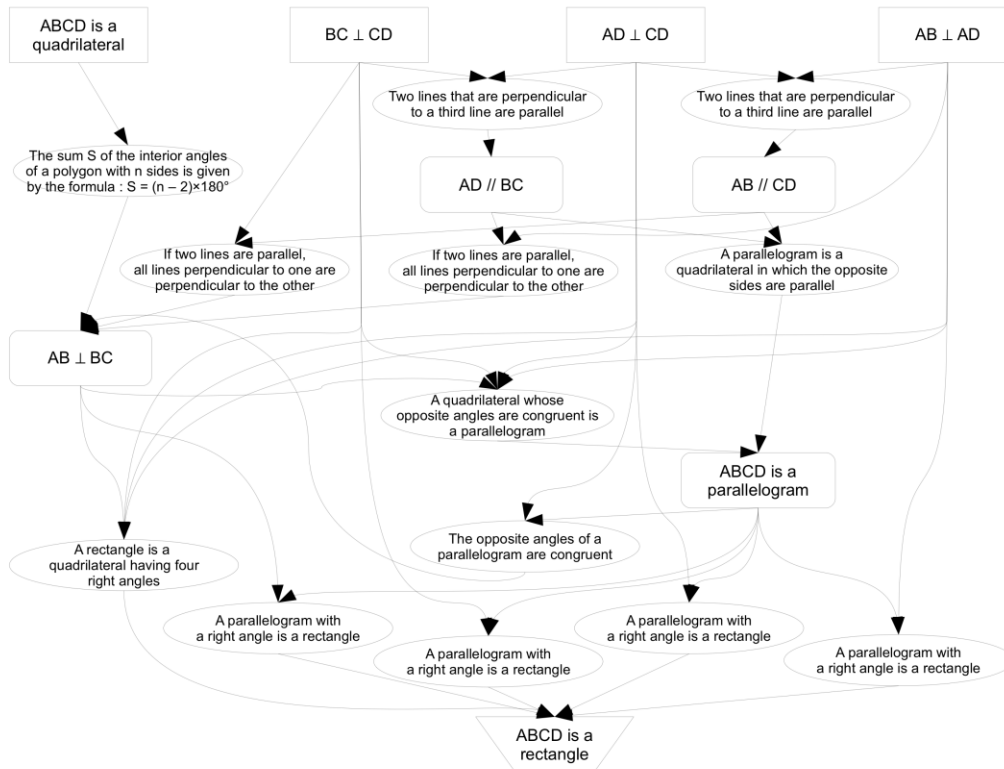 ABCD is a
quadrilateral
BC ⊥ CD
AD ⊥ CD
AB ⊥ AD
Two lines that are perpendicular
to a third line are parallel
Two lines that are perpendicular
to a third line are parallel
The sum S of the interior angles
of a polygon with n sides is given
by the formula : S = (n – 2)×180°
AD // BC
AB // CD
If two lines are parallel,
all lines perpendicular to one are
perpendicular to the other
If two lines are parallel,
all lines perpendicular to one are
perpendicular to the other
A parallelogram is a
quadrilateral in which the opposite
sides are parallel
AB ⊥ BC
A quadrilateral whose
opposite angles are congruent is
a parallelogram
ABCD is a
parallelogram
A rectangle is a
quadrilateral having four
right angles
The opposite angles of a
parallelogram are congruent
A parallelogram with
a right angle is a rectangle
A parallelogram with
a right angle is a rectangle
A parallelogram with
a right angle is a rectangle
A parallelogram with
a right angle is a rectangle
ABCD is a
rectangle